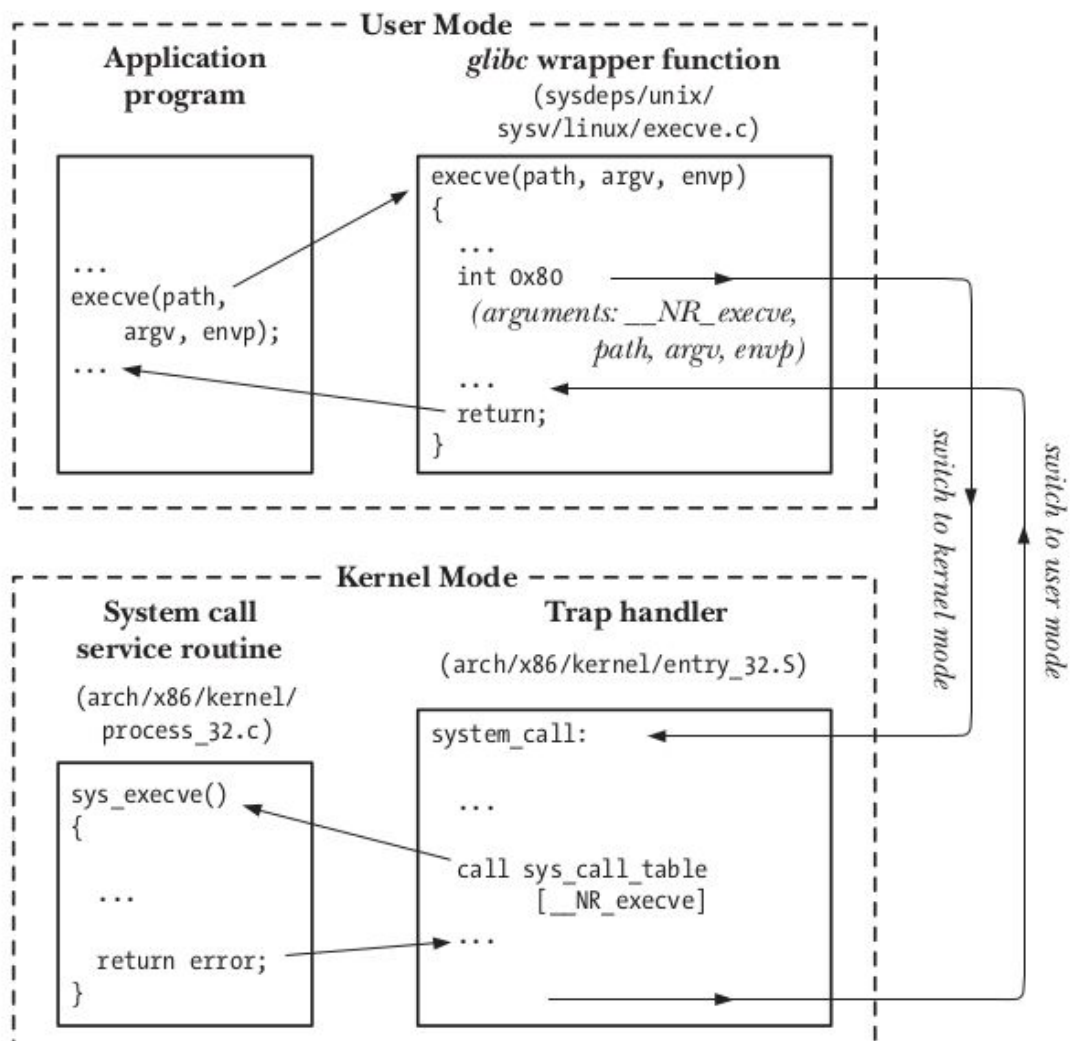 User Mode
Application
program
glibc wrapper function
(sysdeps/unix/
sysv/linux/execve.c)
...
execve(path,
argv, envp);
...
execve(path, argv, envp)
{
...
int 0x80
(arguments: __NR_execve,
path, argv, envp)
...
return;
}
switch to kernel mode
switch to user mode
Kernel Mode
System call
service routine
(arch/x86/kernel/
process_32.c)
Trap handler
(arch/x86/kernel/entry_32.S)
sys_execve()
{
...
return error;
}
system_call:
...
call sys_call_table
[__NR_execve]
...